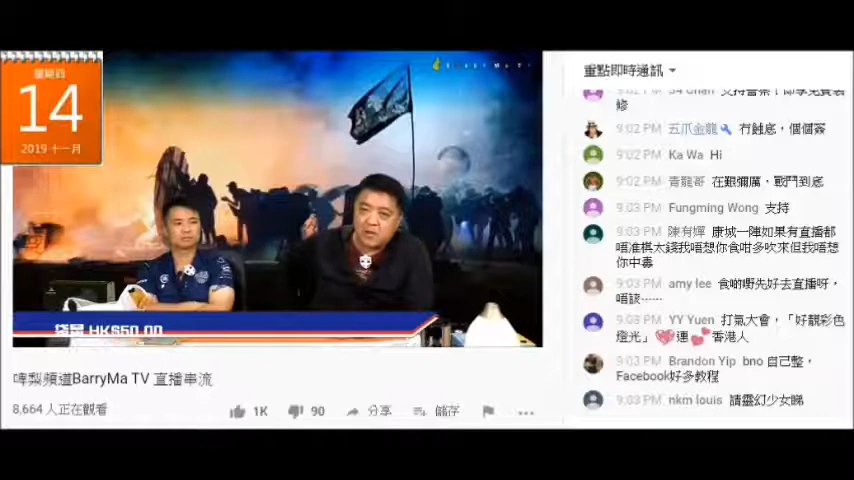 星期四
14
2019 十一月
袋足 HK$50.00
啤梨頻道BarryMa TV 直播串流
8,664 人正在觀看
1K
90
分享
儲存
重點即時通訊
修
9:02 PM 五爪金龍 冇蝕底，個個簽
9:02 PM Ka Wa Hi
9:02 PM 青龍哥 在艱彌厲，戰鬥到底
9:03 PM Fungming Wong 支持
9:03 PM 陳有嬋 康城一陣如果有直播都
唔准棋太錢我唔想你食咁多吹來但我唔想
你中毒
9:03 PM amy lee 食啲嘢先好去直播呀，
唔該……
9:03 PM YY Yuen 打氣大會，「好靚彩色
燈光」 連 香港人
9:03 PM Brandon Yip bno 自己整，
Facebook好多教程
9:03 PM nkm louis 請靈幻少女睇